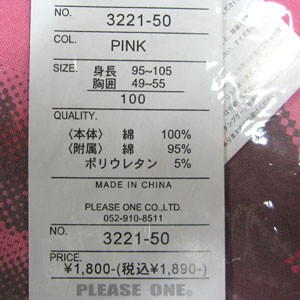 NO. 3221-50
COL. PINK
SIZE. 身長 95~105
胸囲 49~55
100
QUALITY.
〈本体〉 綿 100%
〈附属〉 綿 95%
ポリウレタン 5%
MADE IN CHINA
PLEASE ONE CO.,LTD.
052-910-8511
NO. 3221-50
PRICE.
¥1,800-(税込¥1,890-)
PLEASE ONE.